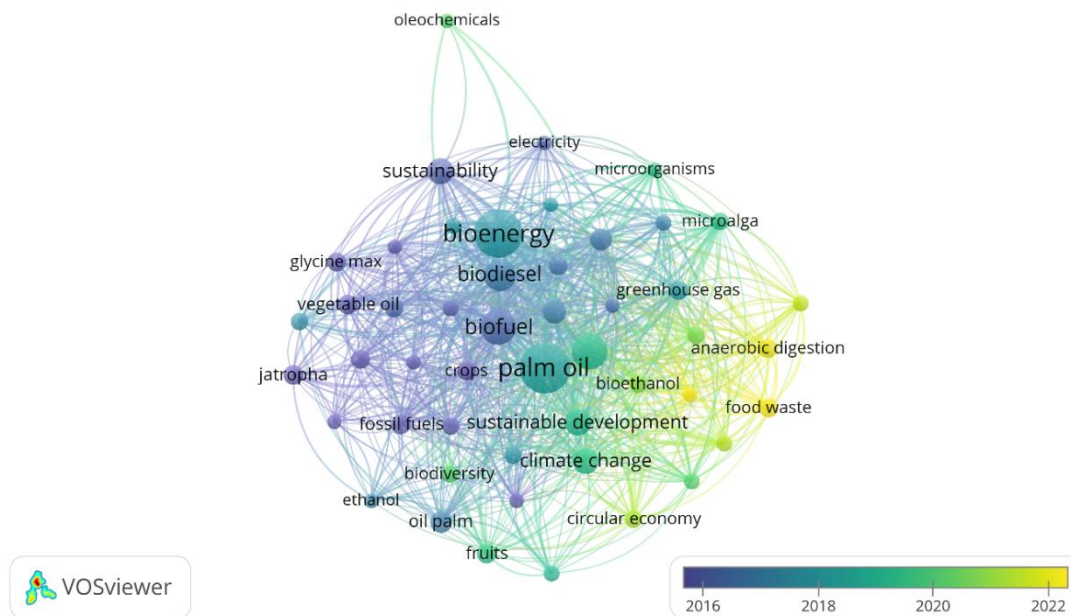 oleochemicals
electricity
sustainability
microorganisms
microalga
bioenergy
glycine max
biodiesel
greenhouse gas
vegetable oil
biofuel
anaerobic digestion
palm oil
jatropha
crops
bioethanol
food waste
fossil fuels
sustainable development
climate change
biodiversity
ethanol
oil palm
circular economy
fruits
VOSviewer
2016
2018
2020
2022